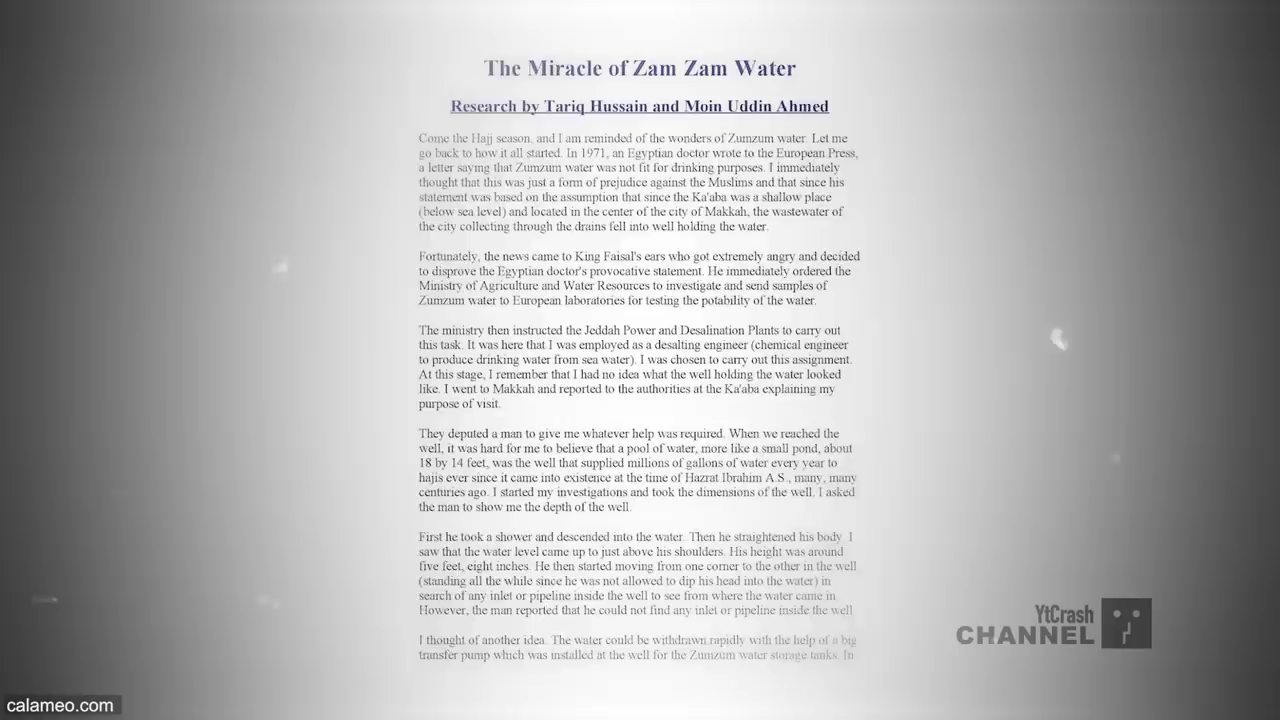 The Miracle of Zam Zam Water
Research by Tariq Hussain and Moin Uddin Ahmed
Come the Hajj season, and I am reminded of the wonders of Zumzum water. Let me
go back to how it all started. In 1971, an Egyptian doctor wrote to the European Press,
a letter saying that Zumzum water was not fit for drinking purposes. I immediately
thought that this was just a form of prejudice against the Muslims and that since his
statement was based on the assumption that since the Ka'aba was a shallow place
(below sea level) and located in the center of the city of Makkah, the wastewater of
the city collecting through the drains fell into well holding the water.
Fortunately, the news came to King Faisal's ears who got extremely angry and decided
to disprove the Egyptian doctor's provocative statement. He immediately ordered the
Ministry of Agriculture and Water Resources to investigate and send samples of
Zumzum water to European laboratories for testing the potability of the water.
The ministry then instructed the Jeddah Power and Desalination Plants to carry out
this task. It was here that I was employed as a desalting engineer (chemical engineer
to produce drinking water from sea water). I was chosen to carry out this assignment.
At this stage, I remember that I had no idea what the well holding the water looked
like. I went to Makkah and reported to the authorities at the Ka'aba explaining my
purpose of visit.
They deputed a man to give me whatever help was required. When we reached the
well, it was hard for me to believe that a pool of water, more like a small pond, about
18 by 14 feet, was the well that supplied millions of gallons of water every year to
hajis ever since it came into existence at the time of Hazrat Ibrahim A.S., many, many
centuries ago. I started my investigations and took the dimensions of the well. I asked
the man to show me the depth of the well.
First he took a shower and descended into the water. Then he straightened his body. I
saw that the water level came up to just above his shoulders. His height was around
five feet, eight inches. He then started moving from one corner to the other in the well
(standing all the while since he was not allowed to dip his head into the water) in
search of any inlet or pipeline inside the well to see from where the water came in.
However, the man reported that he could not find any inlet or pipeline inside the well.
I thought of another idea. The water could be withdrawn rapidly with the help of a big
transfer pump which was installed at the well for the Zumzum water storage tanks. In
YtCrash
CHANNEL
calameo.com